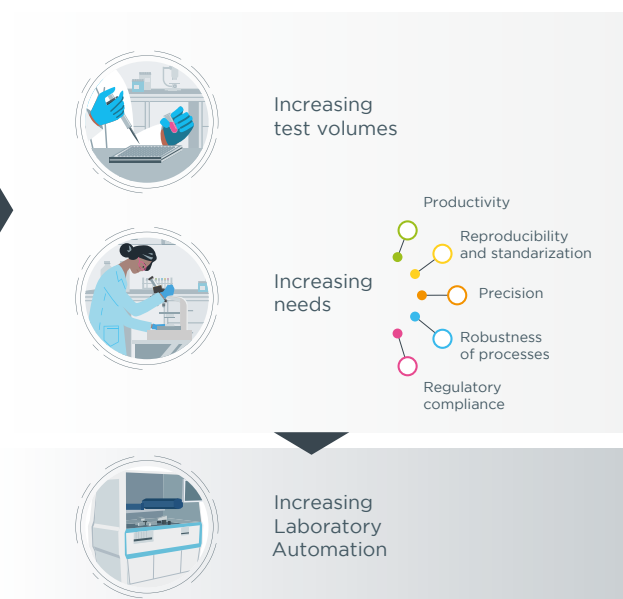 Increasing
test volumes
Increasing
needs
Productivity
Reproducibility
and standarization
Precision
Robustness
of processes
Regulatory
compliance
Increasing
Laboratory
Automation